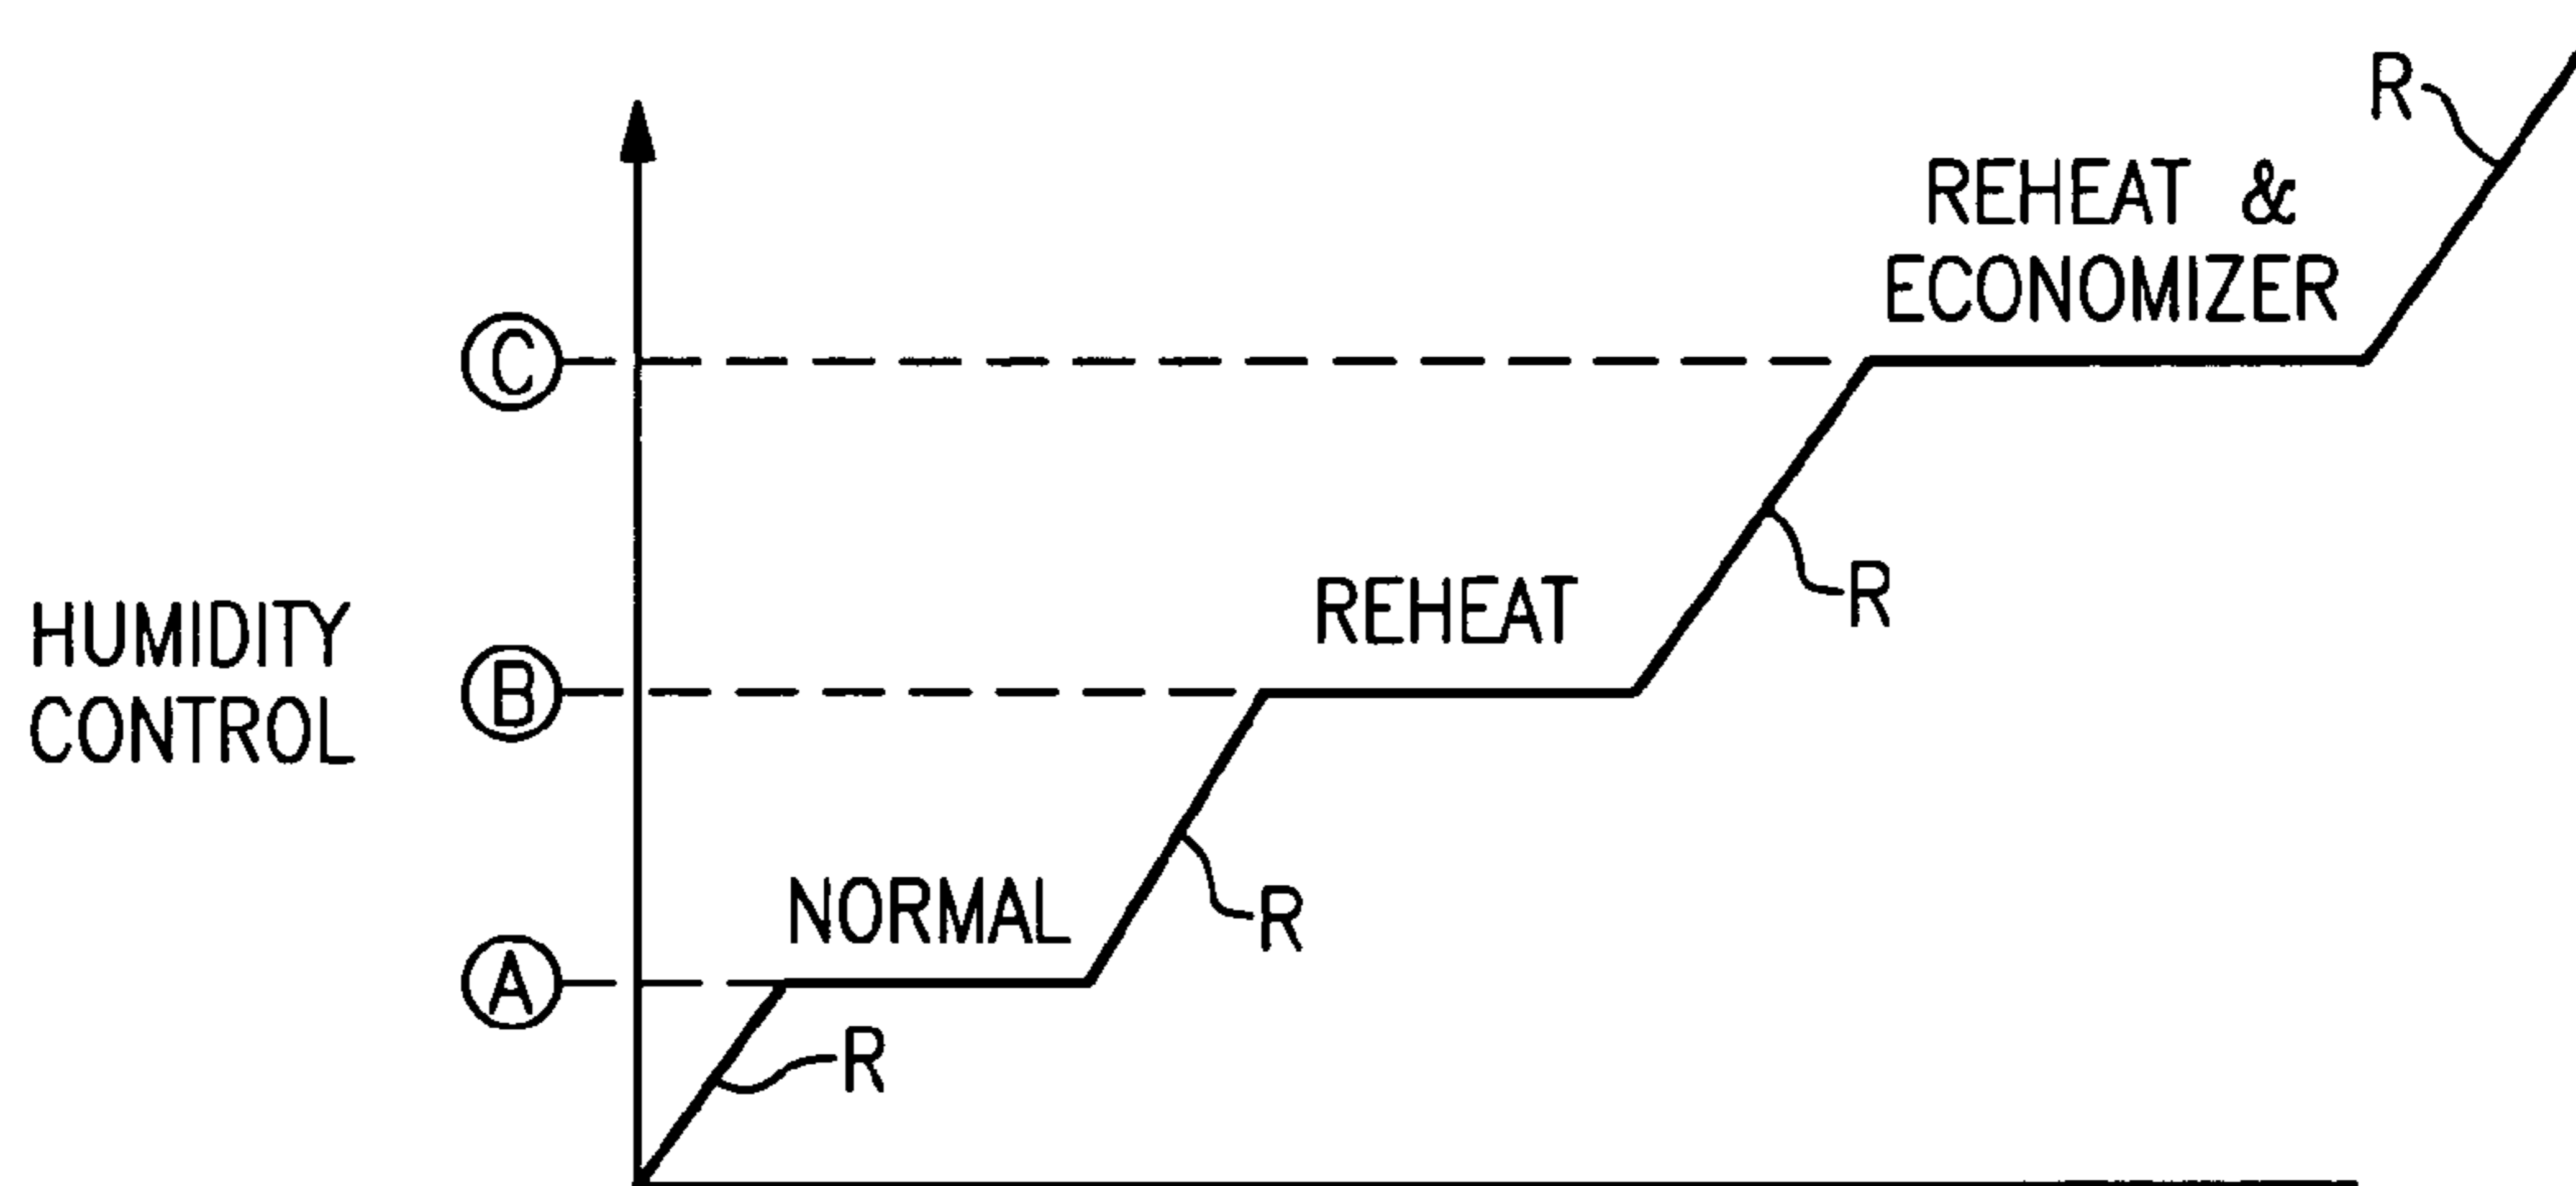 R
REHEAT &
ECONOMIZER
C
R
REHEAT
HUMIDITY
CONTROL
B
NORMAL
R
A
R